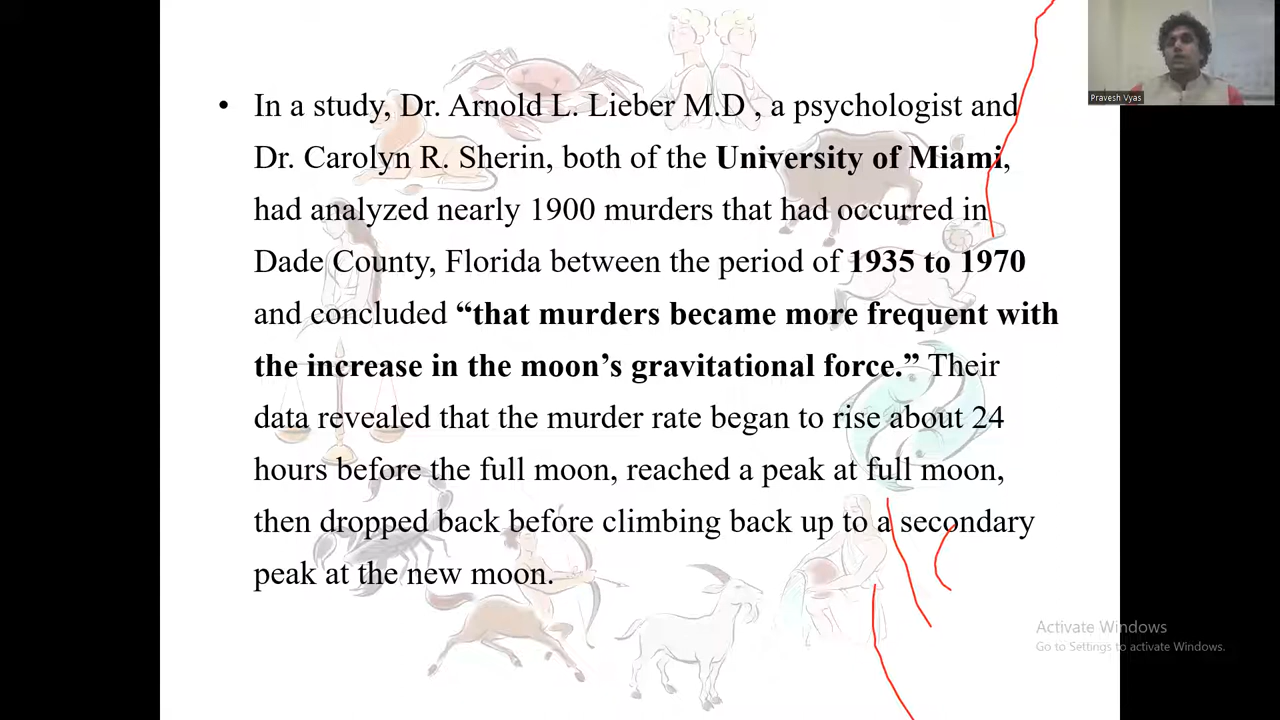 Pravesh Vyas
• In a study, Dr. Arnold L. Lieber M.D , a psychologist and
Dr. Carolyn R. Sherin, both of the University of Miami,
had analyzed nearly 1900 murders that had occurred in
Dade County, Florida between the period of 1935 to 1970
and concluded “that murders became more frequent with
the increase in the moon’s gravitational force.” Their
data revealed that the murder rate began to rise about 24
hours before the full moon, reached a peak at full moon,
then dropped back before climbing back up to a secondary
peak at the new moon.
Activate Windows
Go to Settings to activate Windows.